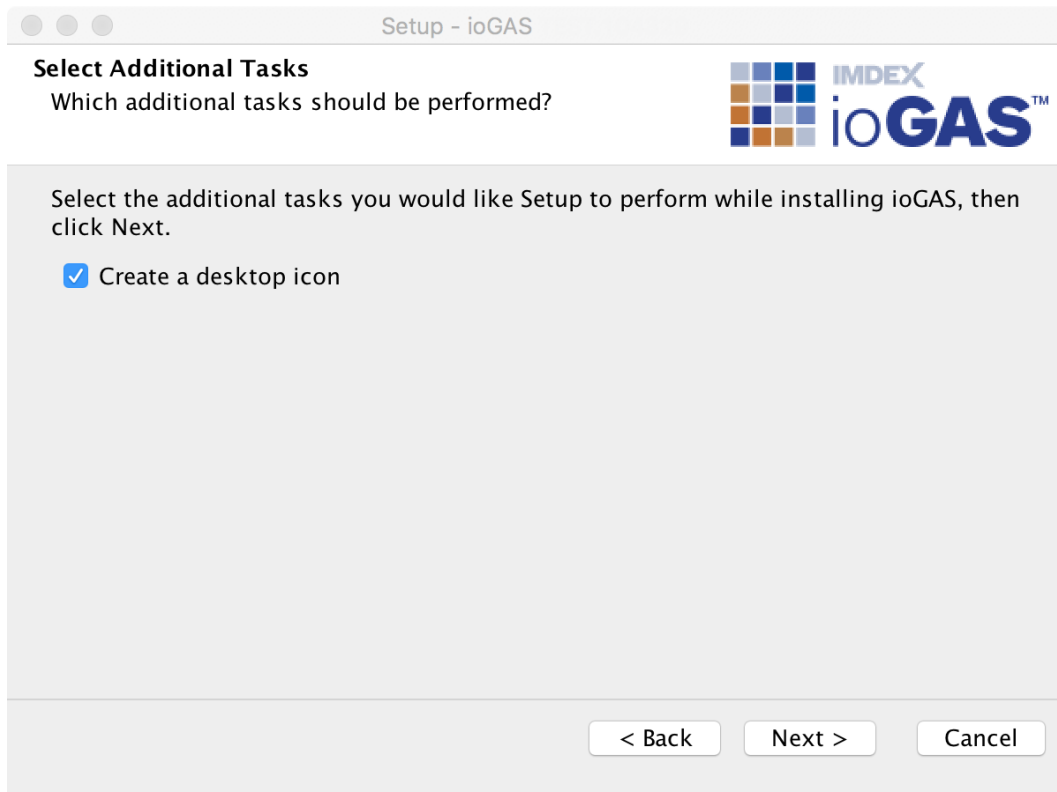 Setup - ioGAS
Select Additional Tasks
Which additional tasks should be performed?
IMDEX
ioGAS™
Select the additional tasks you would like Setup to perform while installing ioGAS, then
click Next.
Create a desktop icon
< Back
Next >
Cancel